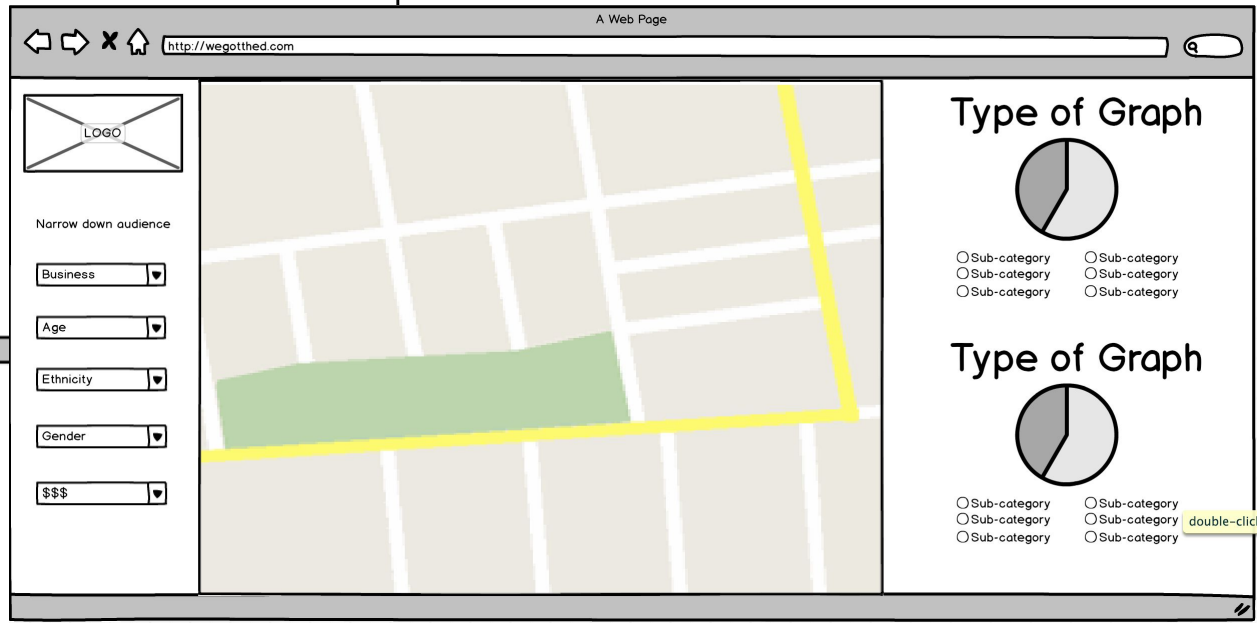 A Web Page
http://wegotthed.com
LOGO
Narrow down audience
Business
Age
Ethnicity
Gender
$$$
Type of Graph
Sub-category Sub-category
Sub-category Sub-category
Sub-category Sub-category
Type of Graph
Sub-category Sub-category
Sub-category Sub-category
Sub-category Sub-category
double-clic